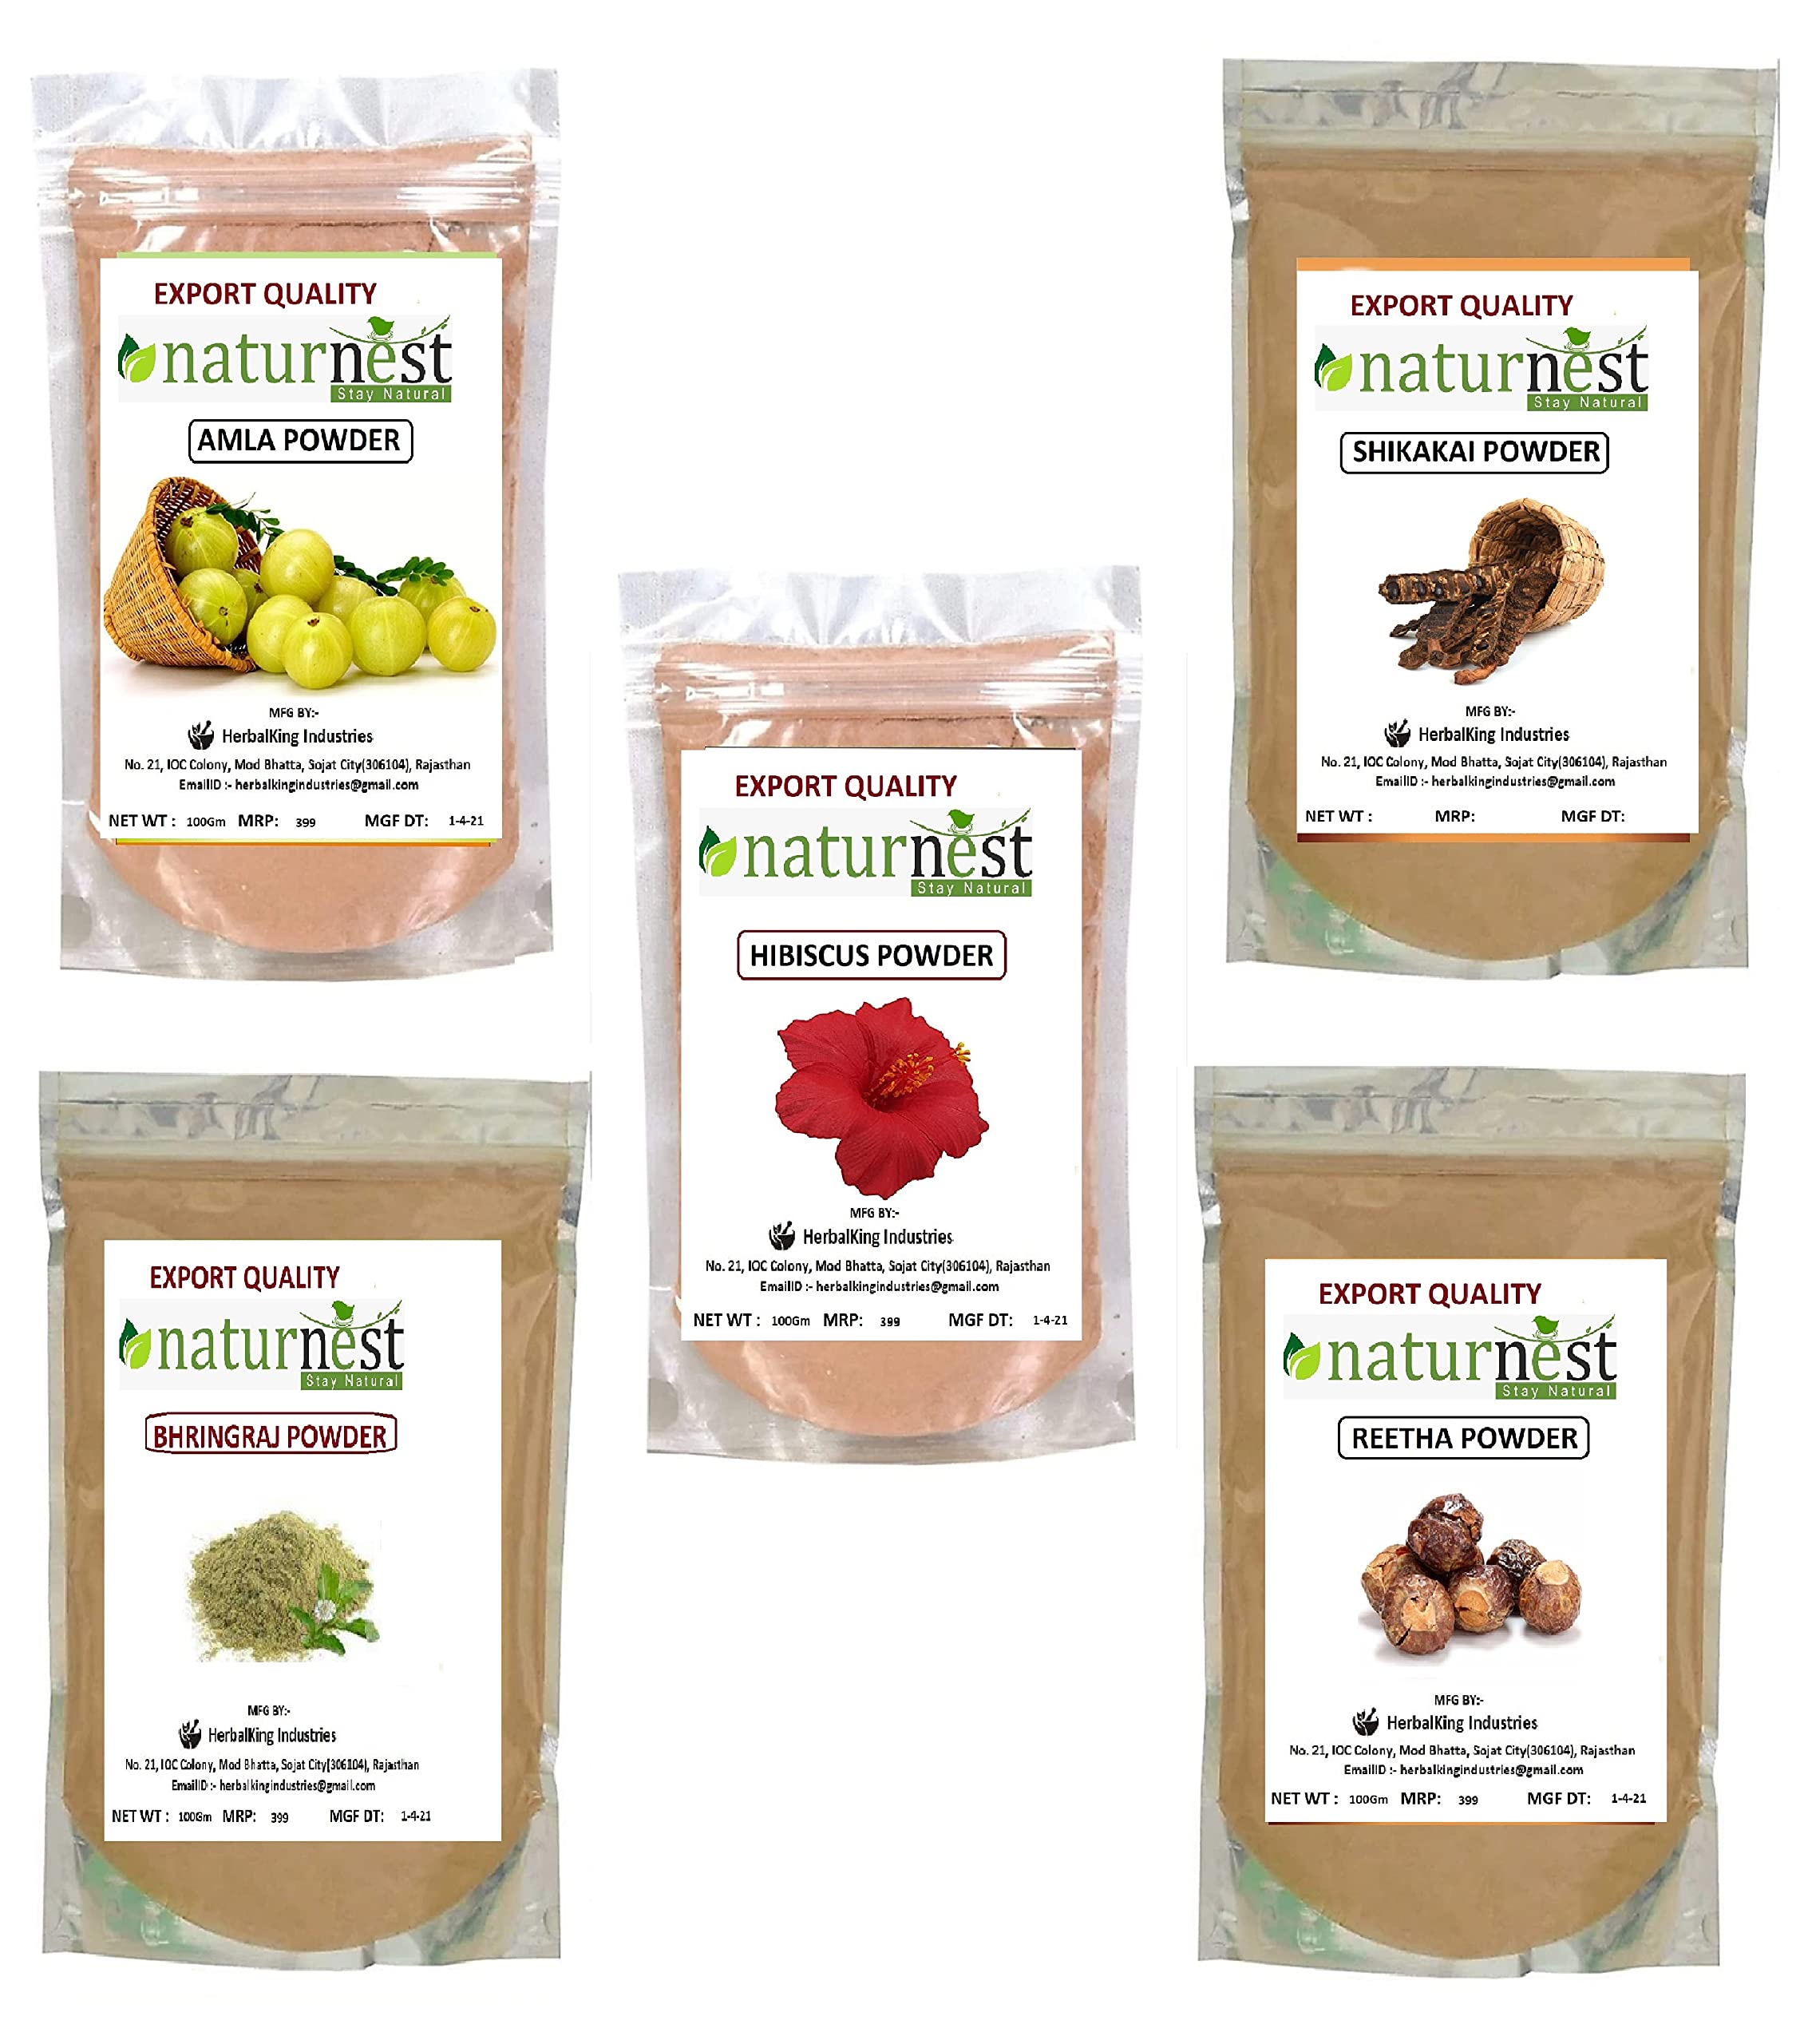 EXPORT QUALITY
naturnest
Stay Natural
AMLA POWDER
MFG BY:-
HerbalKing Industries
No. 21, IOC Colony, Mod Bhatta, Sojat City(306104), Rajasthan
EmailID :- herbalkingindustries@gmail.com
NET WT : 100Gm MRP: 399 MGF DT: 1-4-21
EXPORT QUALITY
naturnest
Stay Natural
SHIKAKAI POWDER
MFG BY:-
HerbalKing Industries
No. 21, IOC Colony, Mod Bhatta, Sojat City(306104), Rajasthan
EmailID :- herbalkingindustries@gmail.com
NET WT : MRP: MGF DT:
EXPORT QUALITY
naturnest
Stay Natural
HIBISCUS POWDER
MFG BY:-
HerbalKing Industries
No. 21, IOC Colony, Mod Bhatta, Sojat City(306104), Rajasthan
EmailID :- herbalkingindustries@gmail.com
NET WT : 100Gm MRP: 399 MGF DT: 1-4-21
EXPORT QUALITY
naturnest
Stay Natural
BHRINGRAJ POWDER
MFG BY:-
HerbalKing Industries
No. 21, IOC Colony, Mod Bhatta, Sojat City(306104), Rajasthan
EmailID :- herbalkingindustries@gmail.com
NET WT : 100Gm MRP: 399 MGF DT: 1-4-21
EXPORT QUALITY
naturnest
Stay Natural
REETHA POWDER
MFG BY:-
HerbalKing Industries
No. 21, IOC Colony, Mod Bhatta, Sojat City(306104), Rajasthan
EmailID :- herbalkingindustries@gmail.com
NET WT : 100Gm MRP: 399 MGF DT: 1-4-21